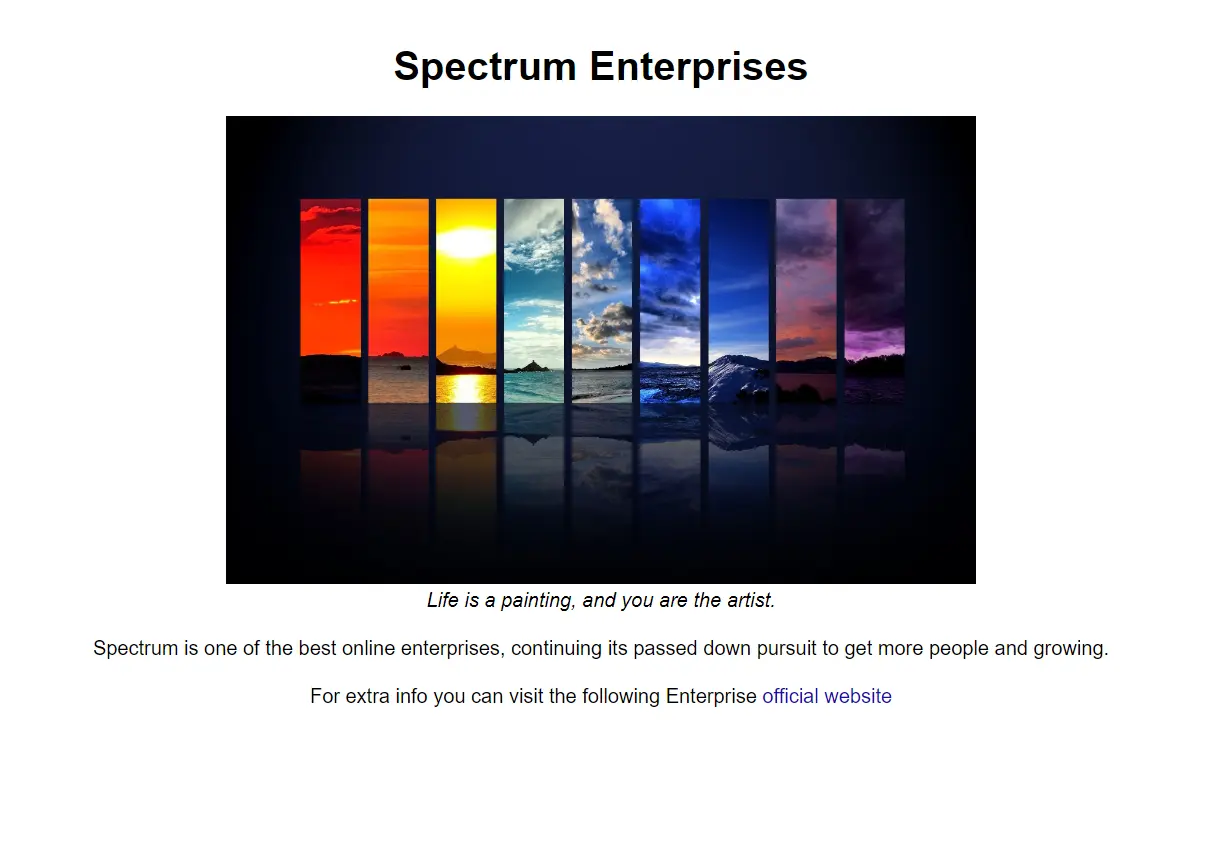 Spectrum Enterprises
Life is a painting, and you are the artist.
Spectrum is one of the best online enterprises, continuing its passed down pursuit to get more people and growing.
For extra info you can visit the following Enterprise official website